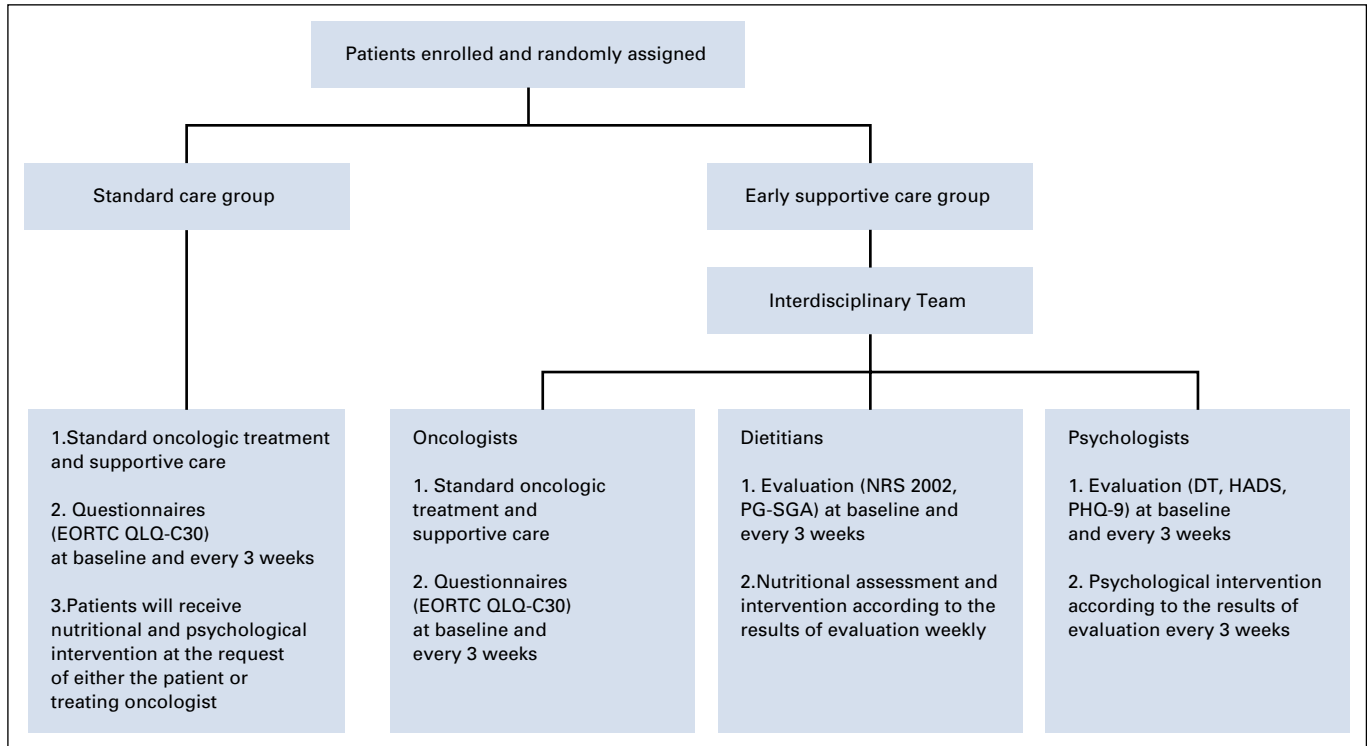 Patients enrolled and randomly assigned
Standard care group
Early supportive care group
Interdisciplinary Team
1.Standard oncologic treatment
and supportive care
2. Questionnaires
(EORTC QLQ-C30)
at baseline and every 3 weeks
3.Patients will receive
nutritional and psychological
intervention at the request
of either the patient or
treating oncologist
Oncologists
1. Standard oncologic
treatment and
supportive care
2. Questionnaires
(EORTC QLQ-C30)
at baseline and
every 3 weeks
Dietitians
1. Evaluation (NRS 2002,
PG-SGA) at baseline and
every 3 weeks
2.Nutritional assessment and
intervention according to the
results of evaluation weekly
Psychologists
1. Evaluation (DT, HADS,
PHQ-9) at baseline
and every 3 weeks
2. Psychological intervention
according to the results of
evaluation every 3 weeks